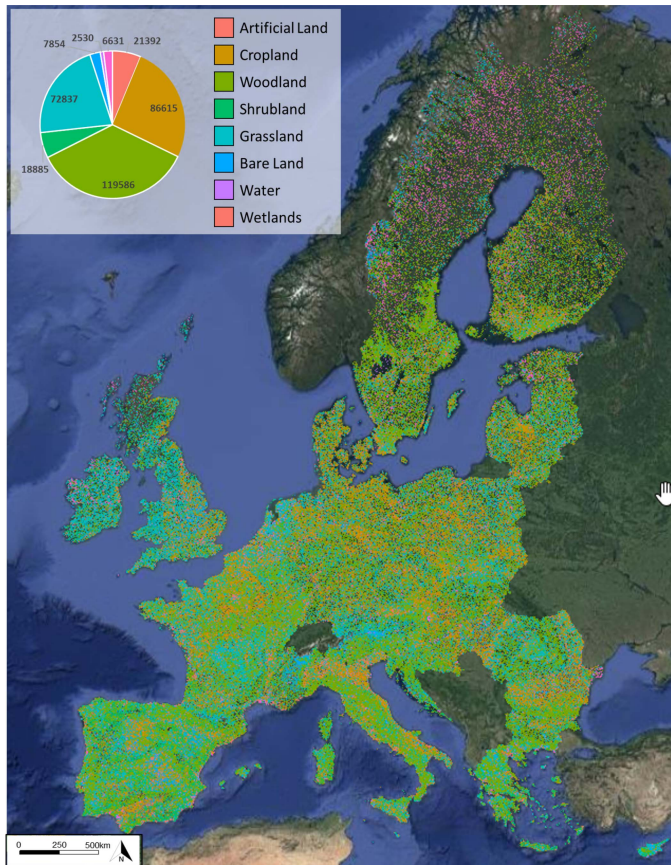 7854 2530 6631 21392
72837 86615
18885 119586
Artificial Land
Cropland
Woodland
Shrubland
Grassland
Bare Land
Water
Wetlands
0 250 500km
N